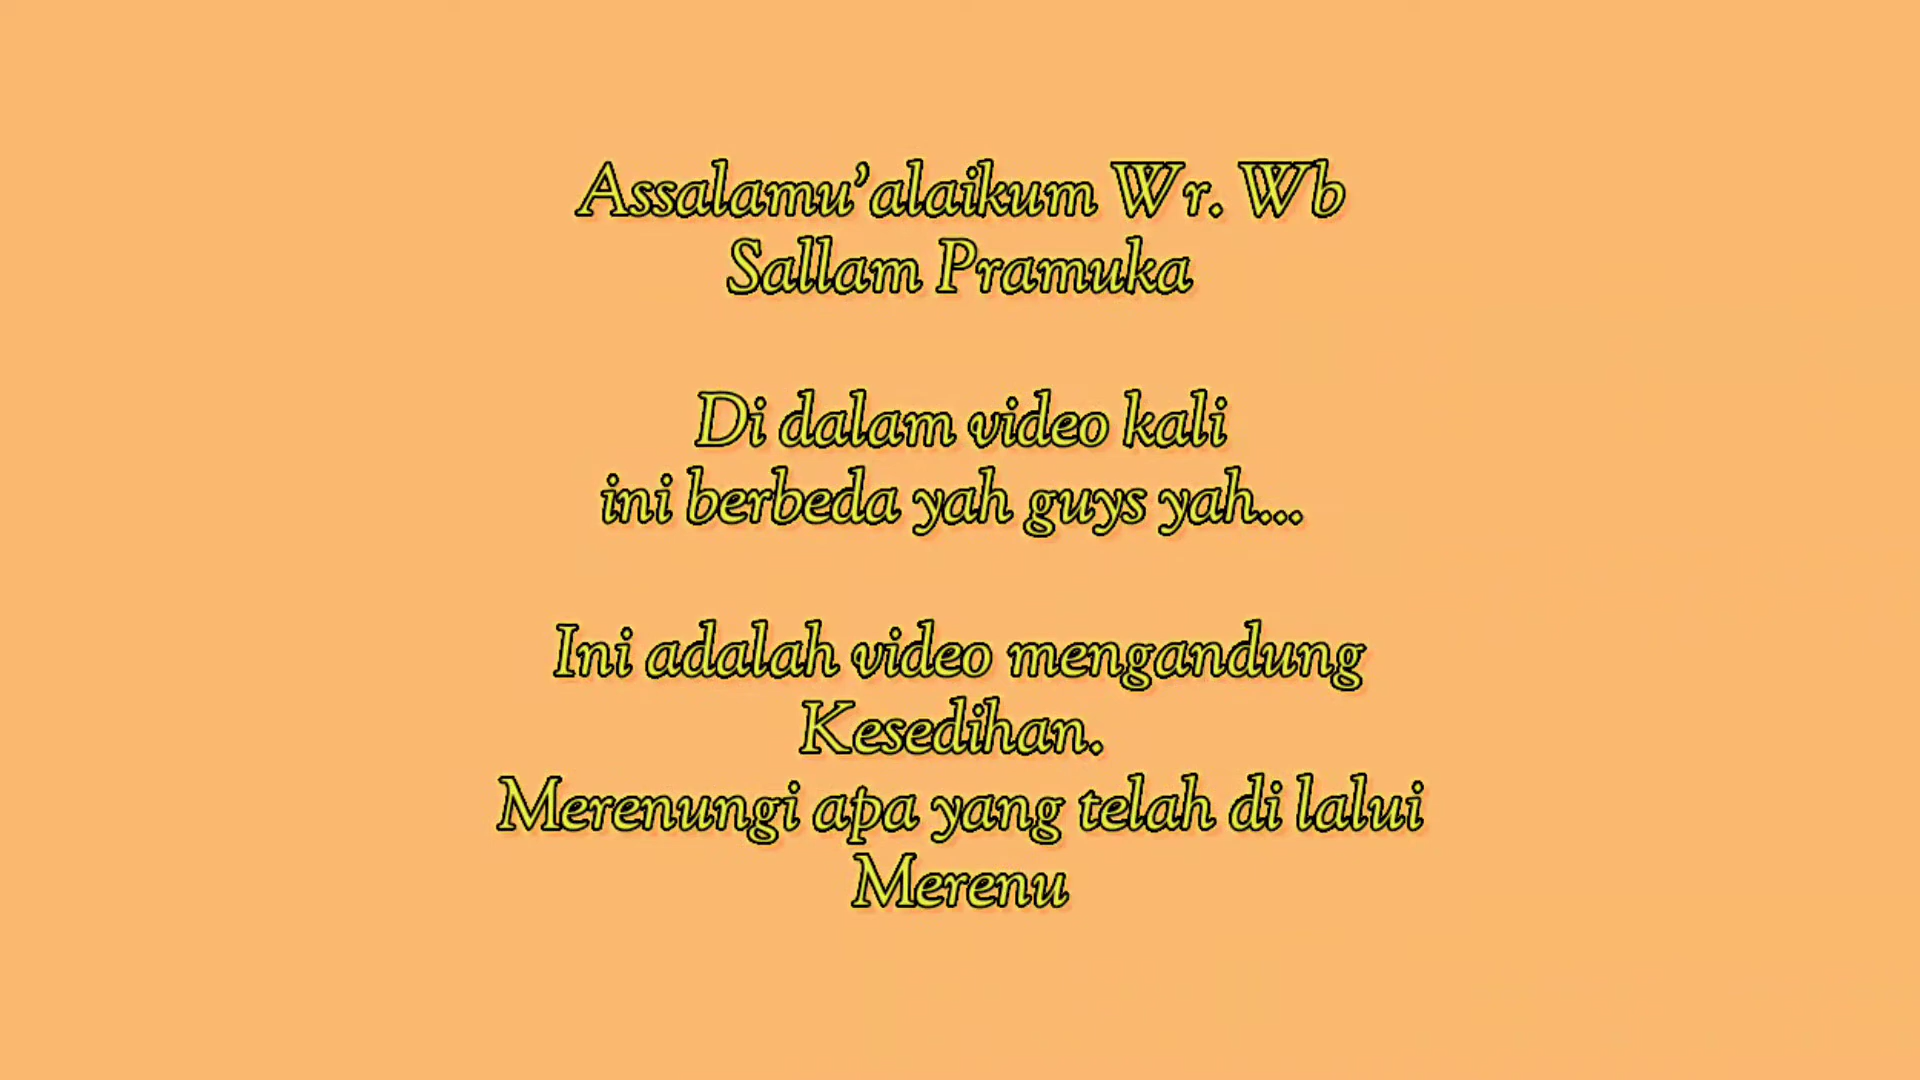 Assalamu’alaikum Wr. Wb
Sallam Pramuka
Di dalam video kali
ini berbeda yah guys yah...
Ini adalah video mengandung
Kesedihan.
Merenungi apa yang telah di lalui
Merenu